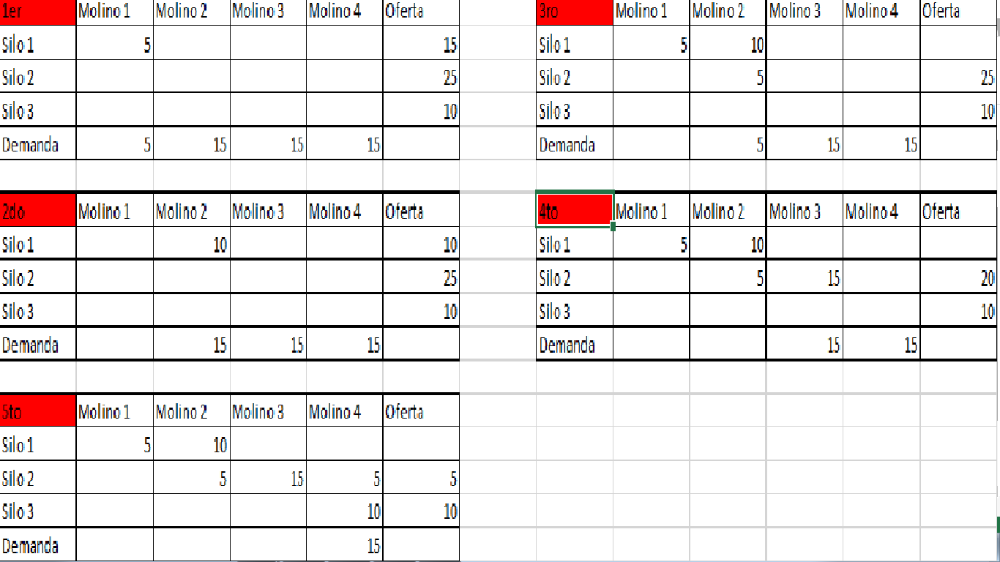 1er Molino 1 Molino 2 Molino 3 Molino 4 Oferta
Silo 1 5 15
Silo 2 25
Silo 3 10
Demanda 5 15 15 15
3ro Molino 1 Molino 2 Molino 3 Molino 4 Oferta
Silo 1 5 10
Silo 2 5 25
Silo 3 10
Demanda 5 15 15
2do Molino 1 Molino 2 Molino 3 Molino 4 Oferta
Silo 1 10 10
Silo 2 25
Silo 3 10
Demanda 15 15 15
4to Molino 1 Molino 2 Molino 3 Molino 4 Oferta
Silo 1 5 10
Silo 2 5 15 20
Silo 3 10
Demanda 15 15
5to Molino 1 Molino 2 Molino 3 Molino 4 Oferta
Silo 1 5 10
Silo 2 5 15 5 5
Silo 3 10 10
Demanda 15